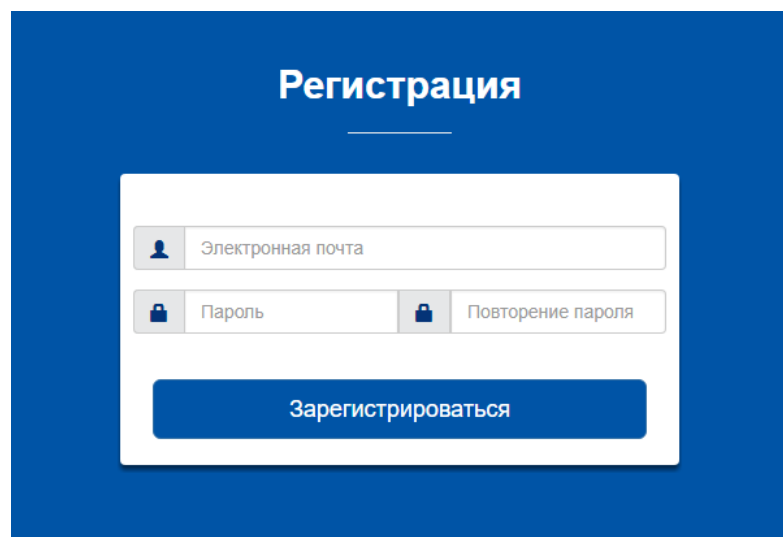 Регистрация
Электронная почта
Пароль Повторение пароля
Зарегистрироваться